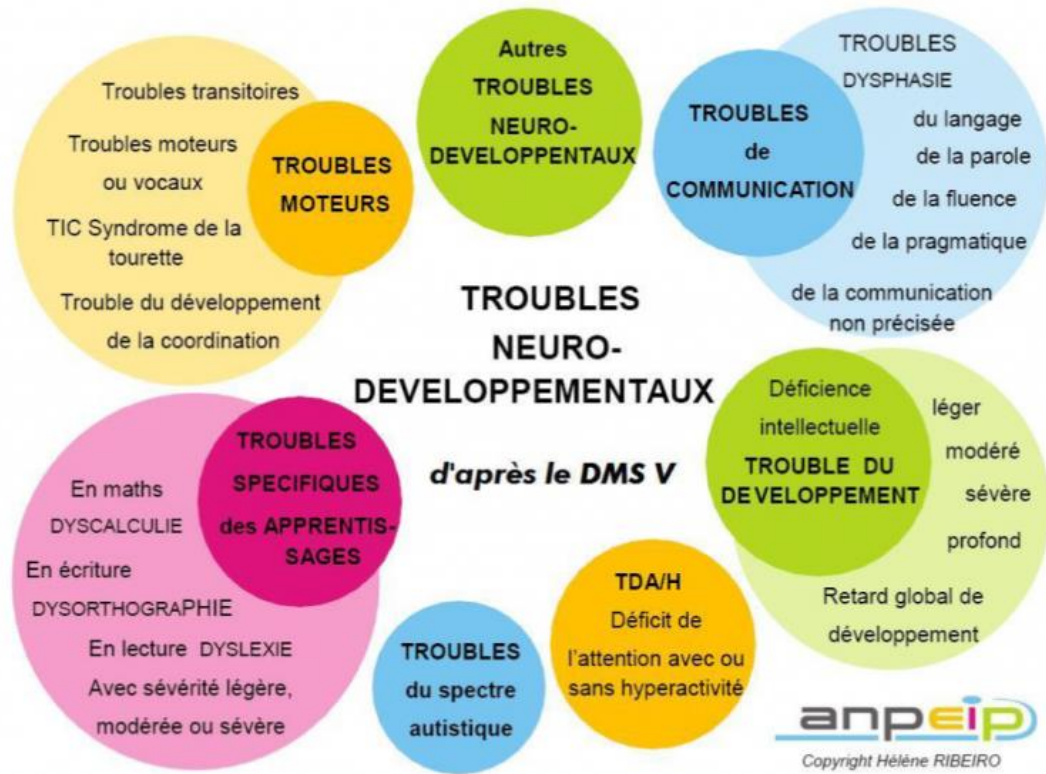 Troubles transitoires
Troubles moteurs
ou vocaux
TIC Syndrome de la
tourette
Trouble du développement
de la coordination
TROUBLES
MOTEURS
Autres
TROUBLES
NEURO-
DEVELOPPENTAUX
TROUBLES
de
COMMUNICATION
TROUBLES
DYSPHASIE
du langage
de la parole
de la fluence
de la pragmatique
de la communication
non précisée
TROUBLES
NEURO-
DEVELOPPEMENTAUX
d'après le DMS V
En maths
DYSCALCULIE
En écriture
DYSORTHOGRAPHIE
En lecture DYSLEXIE
Avec sévérité légère,
modérée ou sévère
TROUBLES
SPECIFIQUES
des APPRENTIS-
SAGES
TROUBLES
du spectre
autistique
TDA/H
Déficit de
l'attention avec ou
sans hyperactivité
Déficience
intellectuelle
TROUBLE DU
DEVELOPPEMENT
léger
modéré
sévère
profond
Retard global de
développement
anpeip
Copyright Hélène RIBEIRO